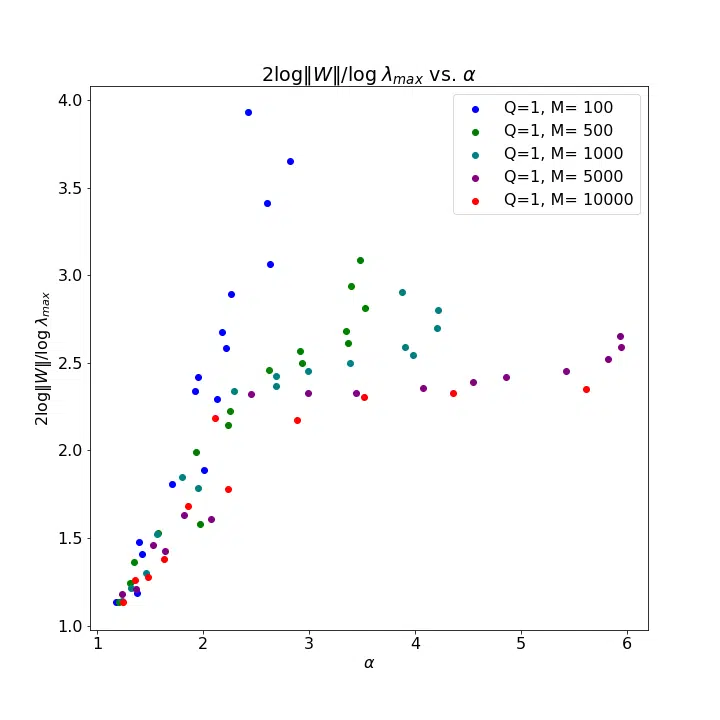 2log‖W‖/log λmax vs. α
Q=1, M= 100
Q=1, M= 500
Q=1, M= 1000
Q=1, M= 5000
Q=1, M= 10000
2log‖W‖/log λmax
4.0
3.5
3.0
2.5
2.0
1.5
1.0
1 2 3 4 5 6
α